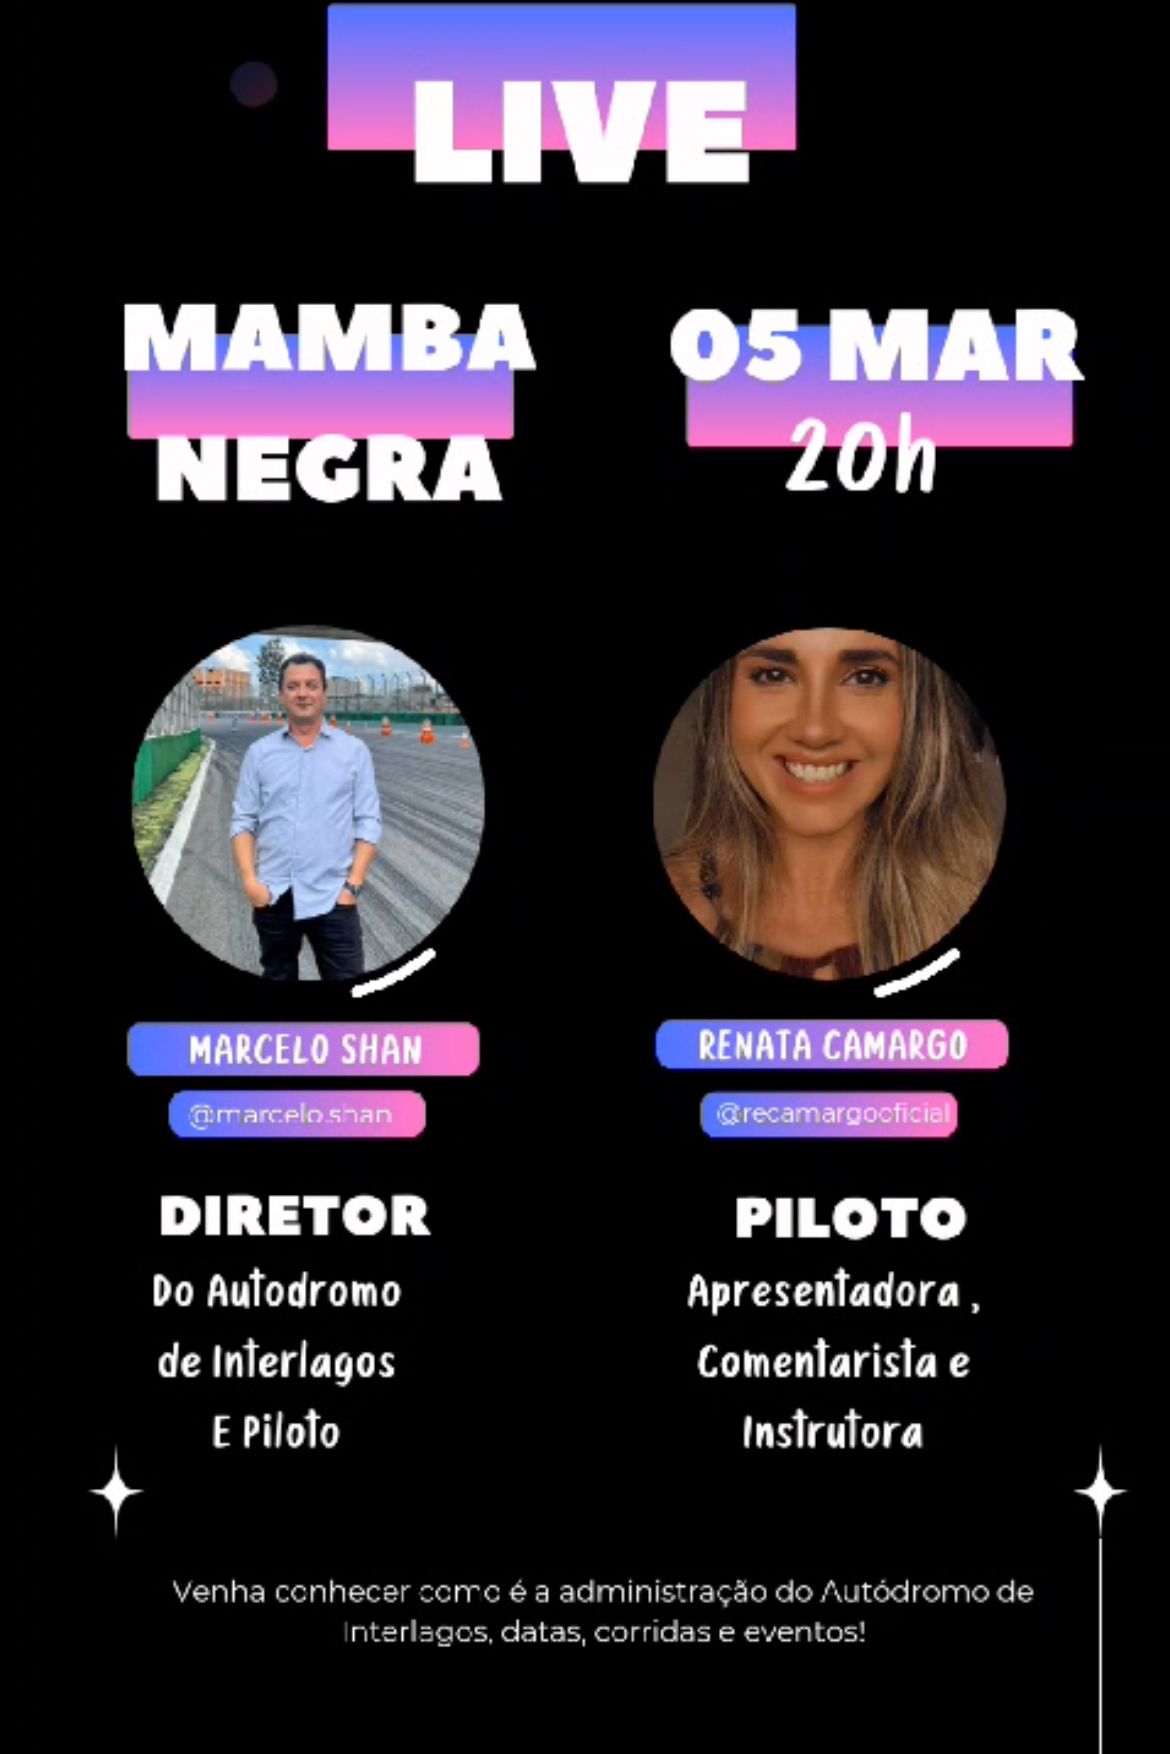 LIVE
MAMBA
NEGRA
05 MAR
20h
MARCELO SHAN
@marcelo.shan
DIRETOR
Do Autodromo
de Interlagos
E Piloto
RENATA CAMARGO
@recamargooficial
PILOTO
Apresentadora ,
Comentarista e
Instrutora
Venha conhecer como é a administração do Autódromo de
Interlagos, datas, corridas e eventos!